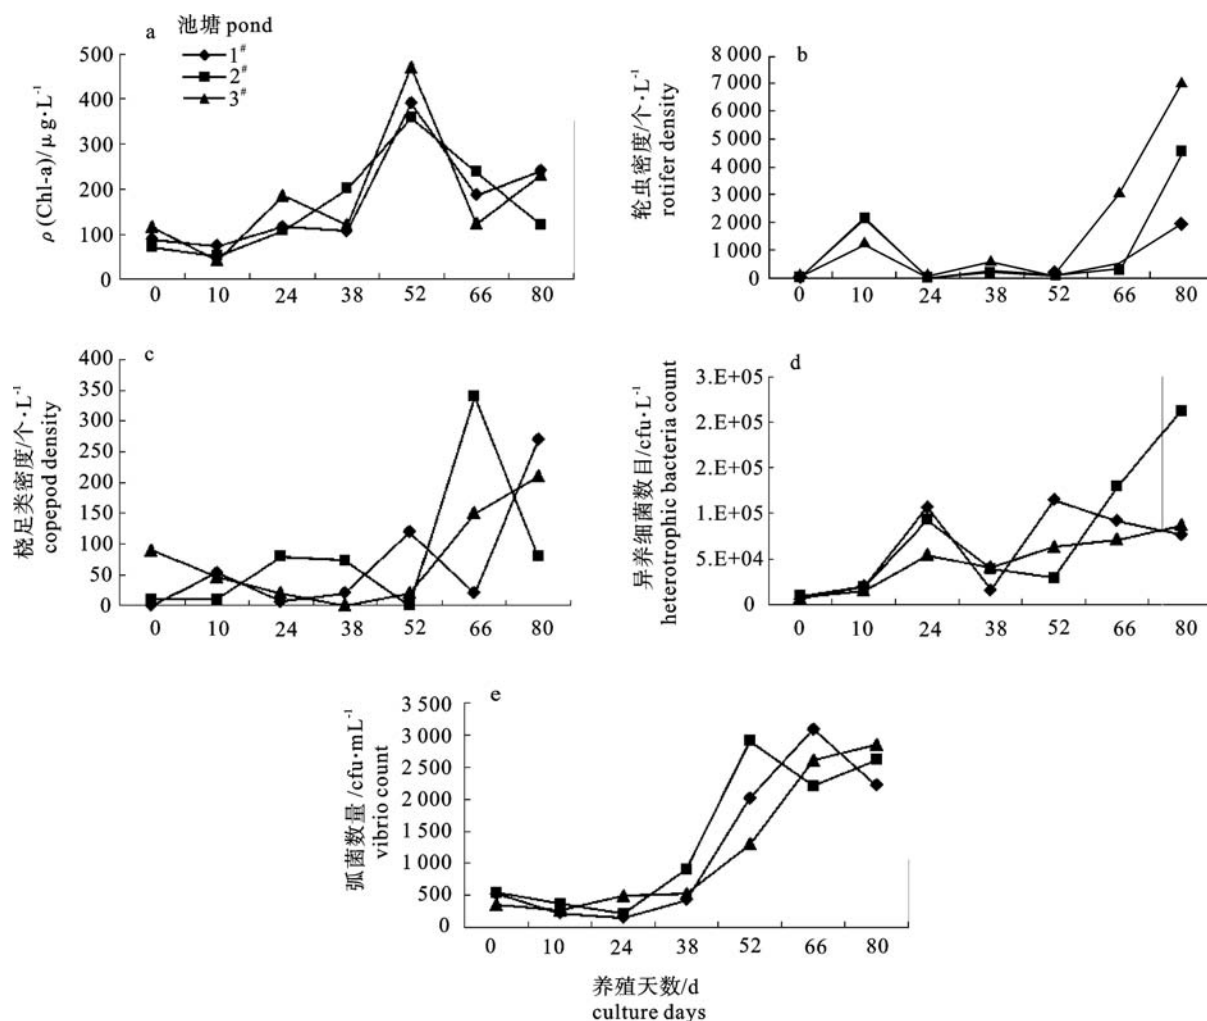 a
池塘 pond
1#
2#
3#
500
400
300
200
100
0
ρ (Chl-a)/μg·L⁻¹
0 10 24 38 52 66 80
b
8 000
7 000
6 000
5 000
4 000
3 000
2 000
1 000
0
轮虫密度/个·L⁻¹
rotifer density
0 10 24 38 52 66 80
c
400
350
300
250
200
150
100
50
0
桡足类密度/个·L⁻¹
copepod density
0 10 24 38 52 66 80
d
3.E+05
2.E+05
2.E+05
1.E+05
5.E+04
0
异养细菌数目/cfu·L⁻¹
heterotrophic bacteria count
0 10 24 38 52 66 80
e
3 500
3 000
2 500
2 000
1 500
1 000
500
0
弧菌数量/cfu·mL⁻¹
vibrio count
0 10 24 38 52 66 80
养殖天数/d
culture days